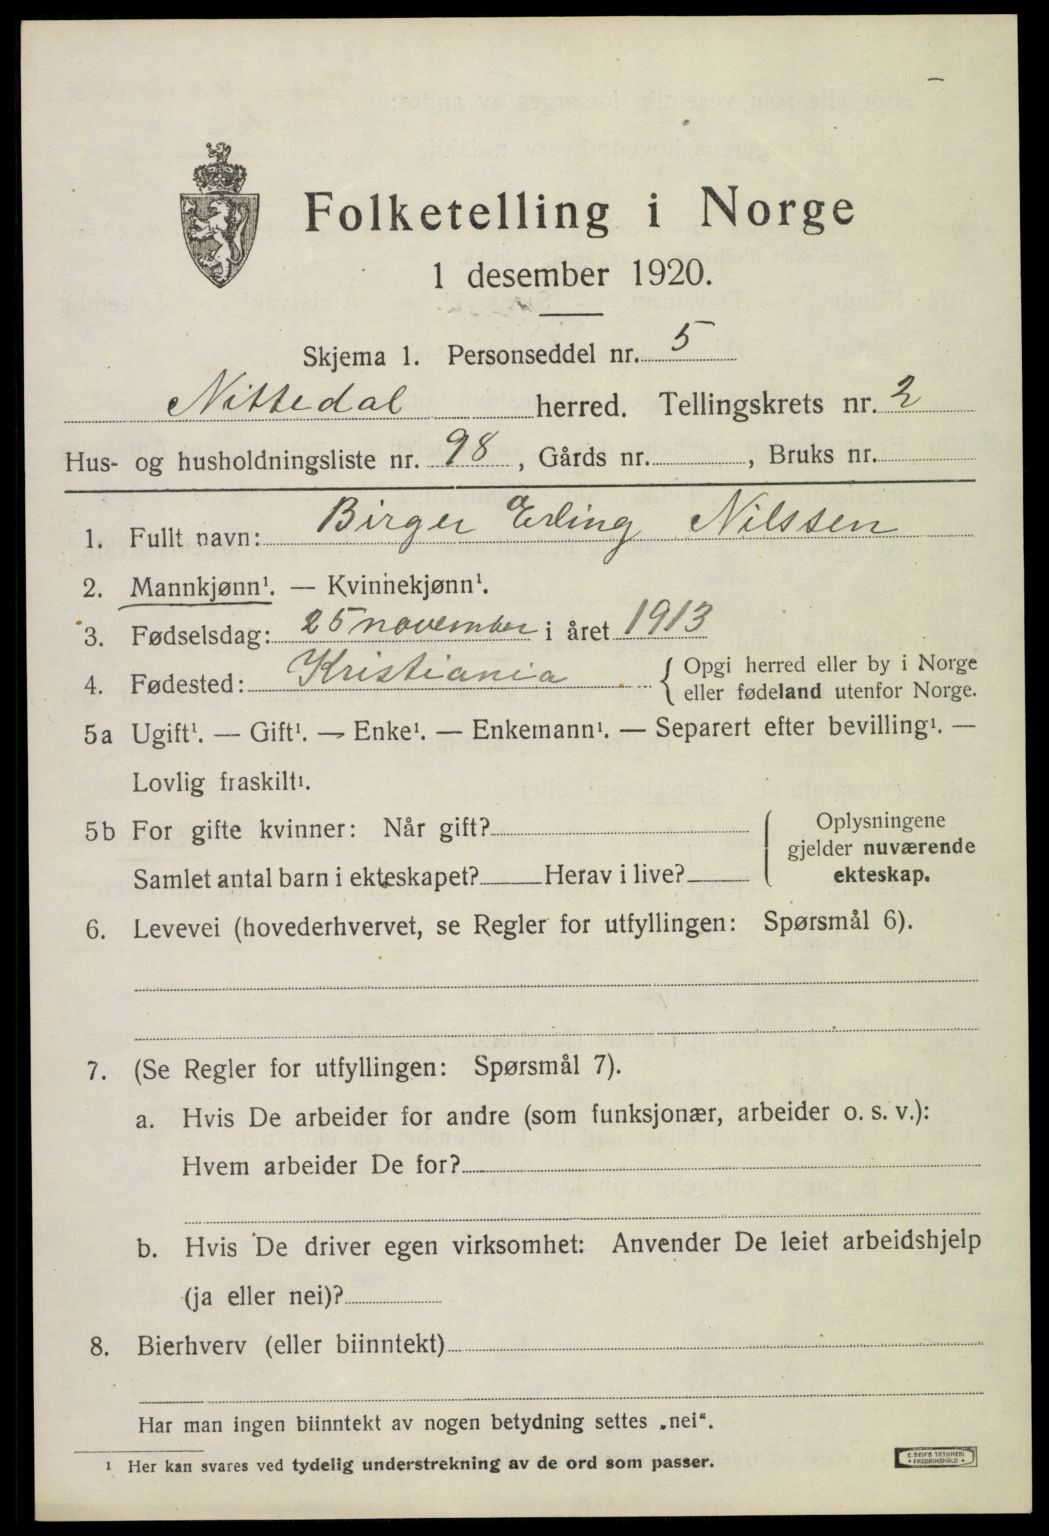 Folketelling i Norge
1 desember 1920.
Skjema 1. Personseddel nr. 5
Nittedal herred. Tellingskrets nr. 2
Hus- og husholdningsliste nr. 98, Gårds nr. , Bruks nr.
1. Fullt navn: Birger Erling Nilssen
2. Mannkjønn¹. — Kvinnekjønn¹.
3. Fødselsdag: 25 november i året 1913
4. Fødested: Kristiania { Opgi herred eller by i Norge
eller fødeland utenfor Norge.
5a Ugift¹. — Gift¹. — Enke¹. — Enkemann¹. — Separert efter bevilling¹. —
Lovlig fraskilt¹.
5b For gifte kvinner: Når gift?
Samlet antal barn i ekteskapet? Herav i live?
Oplysningene
gjelder nuværende
ekteskap.
6. Levevei (hovederhvervet, se Regler for utfyllingen: Spørsmål 6).
7. (Se Regler for utfyllingen: Spørsmål 7).
a. Hvis De arbeider for andre (som funksjonær, arbeider o. s. v.):
Hvem arbeider De for?
b. Hvis De driver egen virksomhet: Anvender De leiet arbeidshjelp
(ja eller nei)?
8. Bierhverv (eller biinntekt)
Har man ingen biinntekt av nogen betydning settes „nei“.
¹ Her kan svares ved tydelig understrekning av de ord som passer.
E. SEM'S TRYKKERI
FREDRIKSHALD